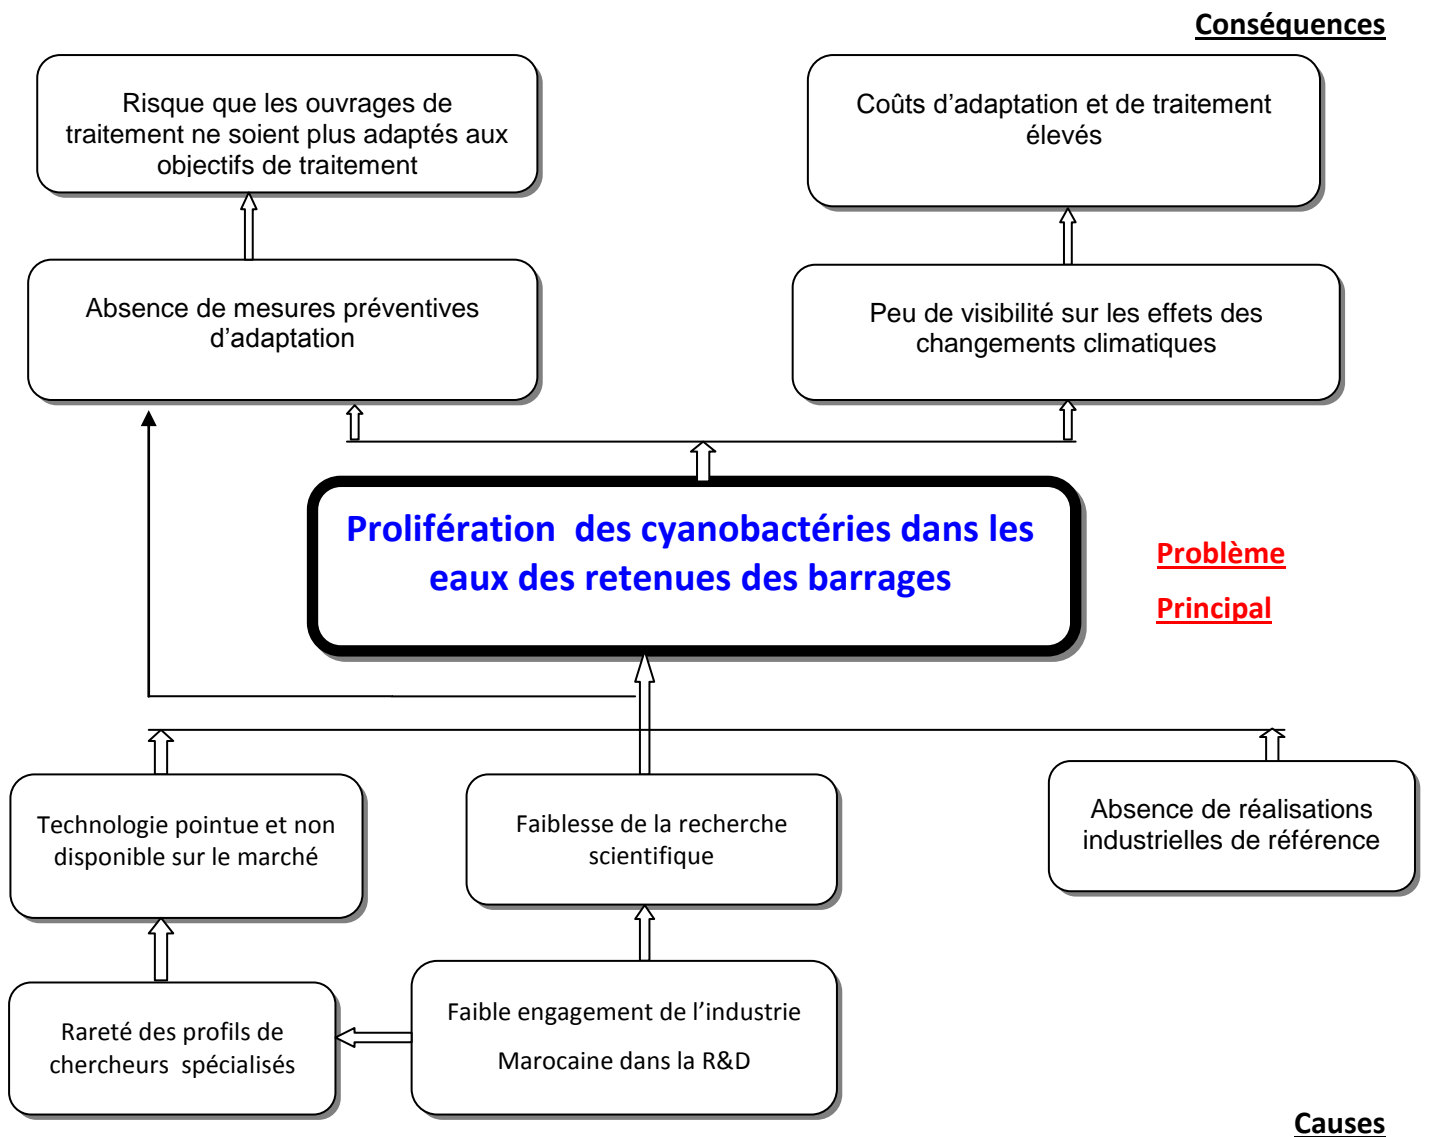 Conséquences
Risque que les ouvrages de
traitement ne soient plus adaptés aux
objectifs de traitement
Coûts d’adaptation et de traitement
élevés
Absence de mesures préventives
d’adaptation
Peu de visibilité sur les effets des
changements climatiques
Prolifération  des cyanobactéries dans les
eaux des retenues des barrages
Problème
Principal
Technologie pointue et non
disponible sur le marché
Faiblesse de la recherche
scientifique
Absence de réalisations
industrielles de référence
Rareté des profils de
chercheurs  spécialisés
Faible engagement de l’industrie
Marocaine dans la R&D
Causes